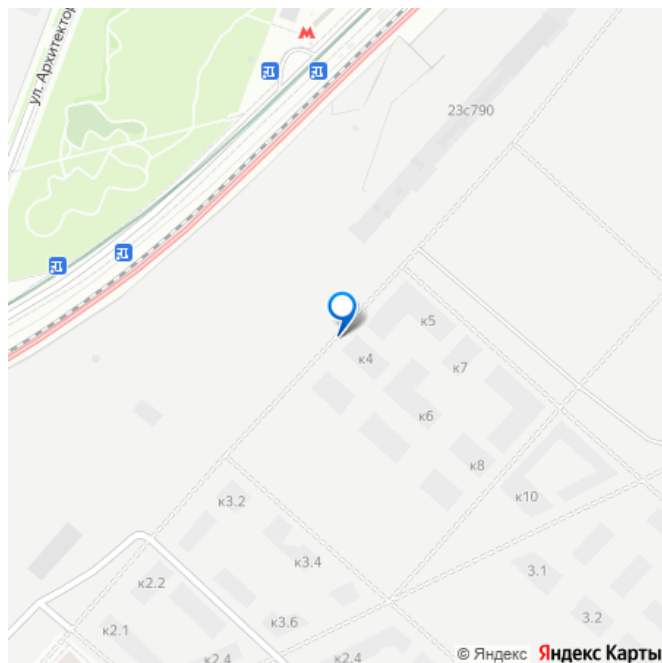 ул. Архитектор
М
23с790
к5
к4
к7
к6
к8
к10
к3.2
к3.4
3.1
к2.2
3.2
к3.6
к2.1
к2.4
к2.4
© Яндекс Яндекс Карты